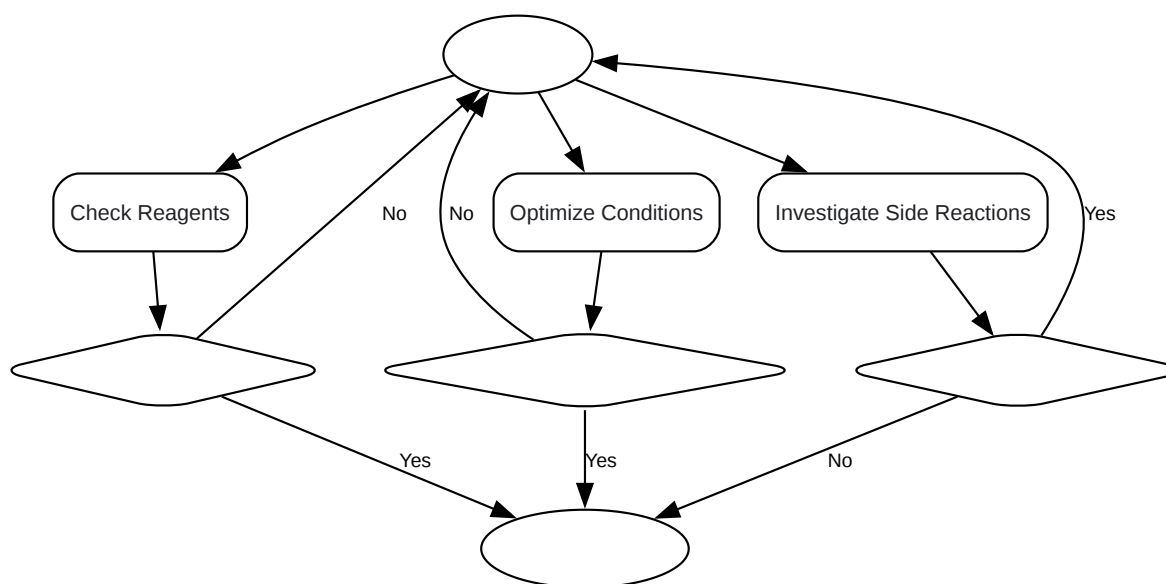 Check Reagents
Optimize Conditions
Investigate Side Reactions
No
No
Yes
Yes
Yes
No